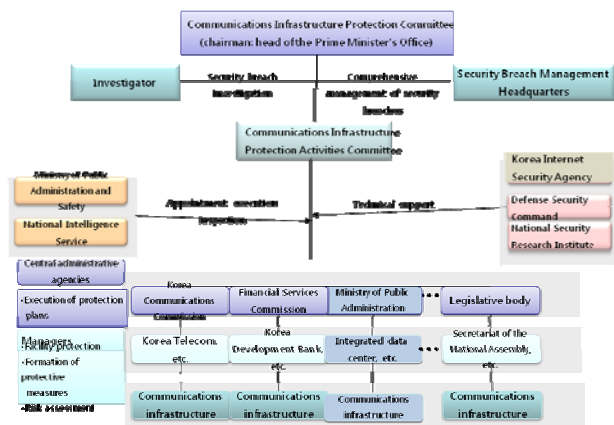 Communications Infrastructure Protection Committee
(chairman: head of the Prime Minister's Office)
Investigator
Security breach
investigation
Comprehensive
management of security
breaches
Security Breach Management
Headquarters
Communications Infrastructure
Protection Activities Committee
Ministry of Public
Administration and
Safety
National Intelligence
Service
Appointment execution
inspection
Technical support
Korea Internet
Security Agency
Defense Security
Command
National Security
Research Institute
Central administrative
agencies
•Execution of protection
plans
Korea
Communications
Commission
Financial Services
Commission
Ministry of Public
Administration
Legislative body
Managers
•Facility protection
•Formation of
protective
measures
•Risk assessment
Korea Telecom,
etc.
Korea
Development Bank,
etc.
Integrated data
center, etc
Secretariat of the
National Assembly,
etc.
Communications
infrastructure
Communications
infrastructure
Communications
infrastructure
Communications
infrastructure